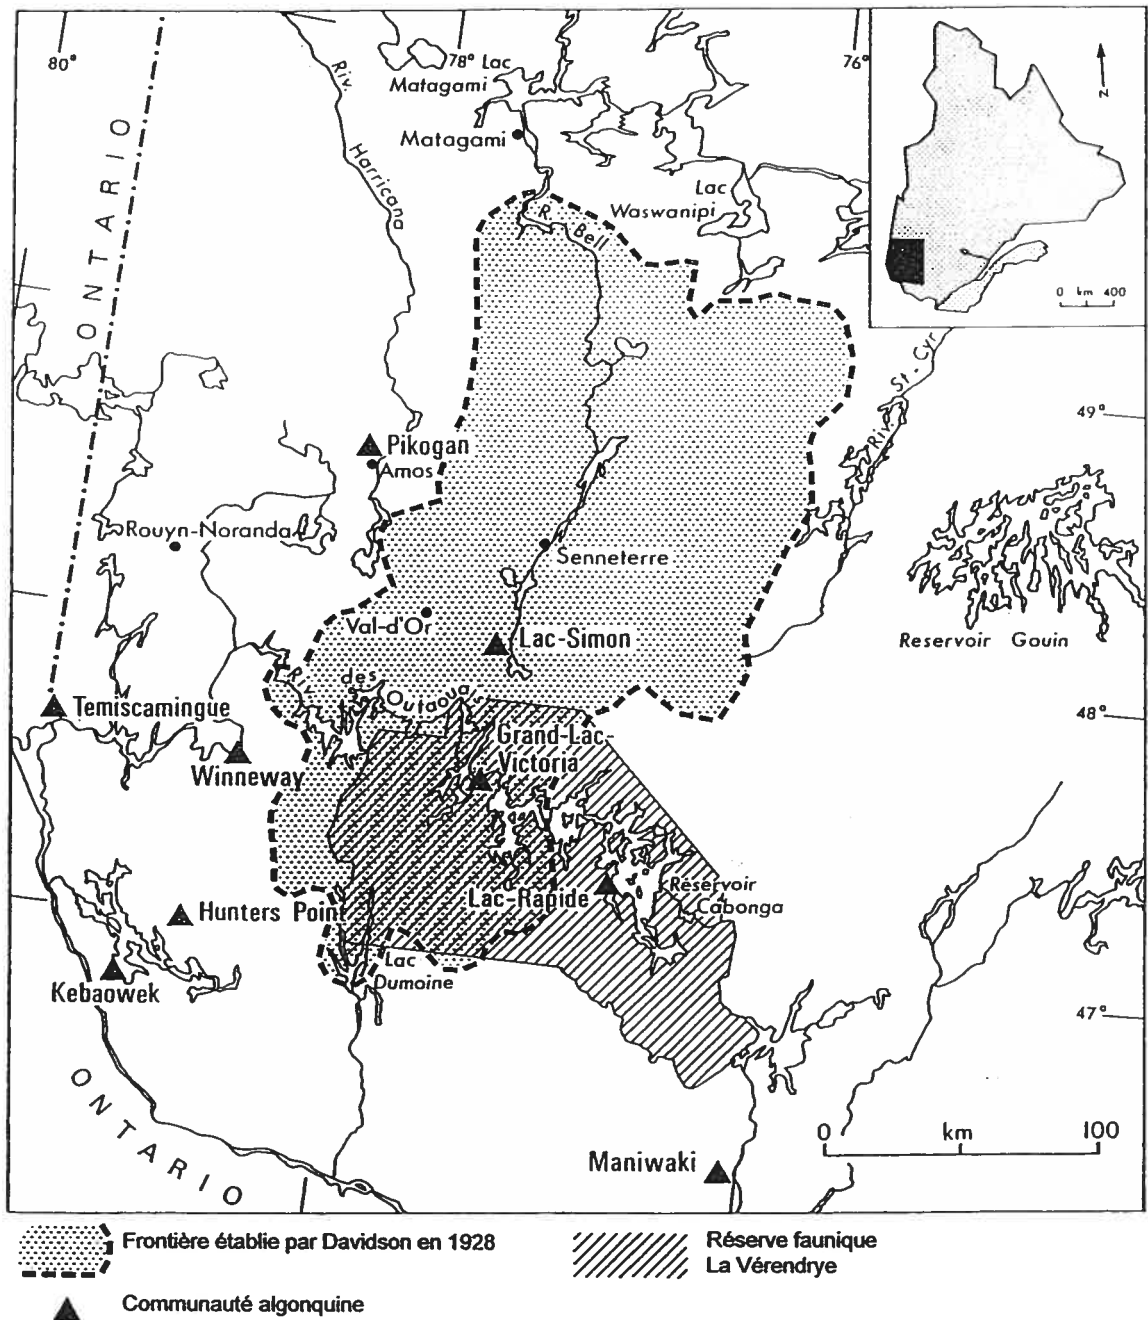 80°
78°
Lac
Matagami
76°
N
Riv.
Harricana
Matagami
ONTARIO
Lac
Waswanipi
R. Bell
0 km 400
Riv. St-Cyr
49°
Pikogan
Amos
Rouyn-Noranda
Senneterre
Val-d'Or
Lac-Simon
Reservoir Gouin
Riv. des Outaouais
Temiscamingue
48°
Grand-Lac-
Victoria
Winneway
Lac-Rapide
Réservoir
Cabonga
Hunters Point
Lac
Dumoine
Kebaowek
47°
ONTARIO
0 km 100
Maniwaki
Frontière établie par Davidson en 1928
Réserve faunique
La Vérendrye
Communauté algonquine